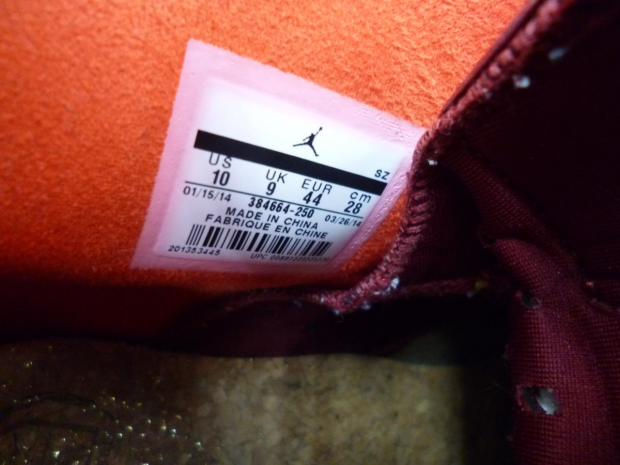 SZ
US UK EUR cm
10 9 44 28
01/15/14 384664-250 03/26/14
MADE IN CHINA
FABRIQUE EN CHINE
201353445 UPC